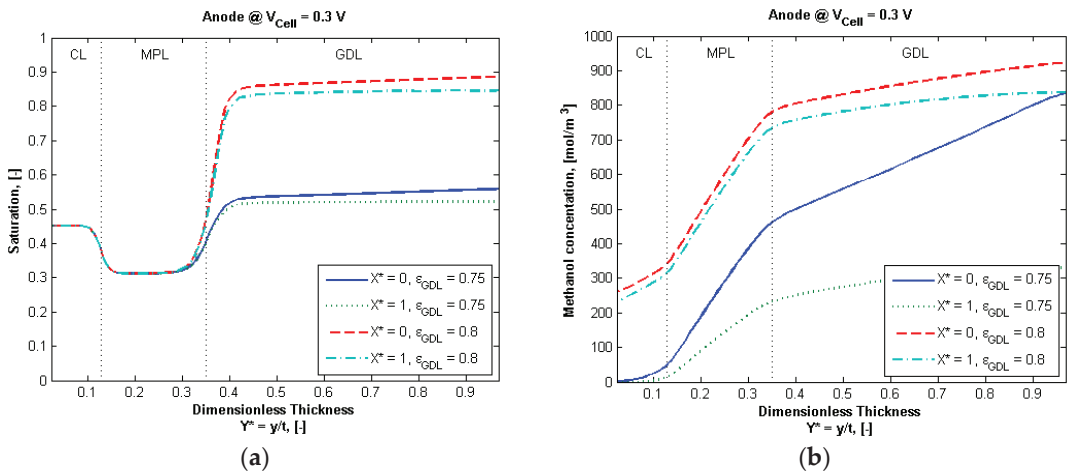 Anode @ V_Cell = 0.3 V
CL MPL GDL
Saturation, [-]
1
0.9
0.8
0.7
0.6
0.5
0.4
0.3
0.2
0.1
0
X* = 0, ε_GDL = 0.75
X* = 1, ε_GDL = 0.75
X* = 0, ε_GDL = 0.8
X* = 1, ε_GDL = 0.8
0.1 0.2 0.3 0.4 0.5 0.6 0.7 0.8 0.9
Dimensionless Thickness
Y* = y/t, [-]
(a)
Anode @ V_Cell = 0.3 V
CL MPL GDL
Methanol concentation, [mol/m³]
1000
900
800
700
600
500
400
300
200
100
0
X* = 0, ε_GDL = 0.75
X* = 1, ε_GDL = 0.75
X* = 0, ε_GDL = 0.8
X* = 1, ε_GDL = 0.8
0.1 0.2 0.3 0.4 0.5 0.6 0.7 0.8 0.9
Dimensionless Thickness
Y* = y/t, [-]
(b)